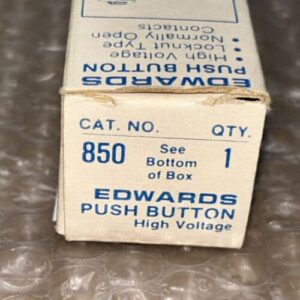 EDWARDS
PUSH BUTTON
• High Voltage
• Locknut Type
• Normally Open
Contacts
CAT. NO. QTY.
850 See Bottom of Box 1
EDWARDS
PUSH BUTTON
High Voltage